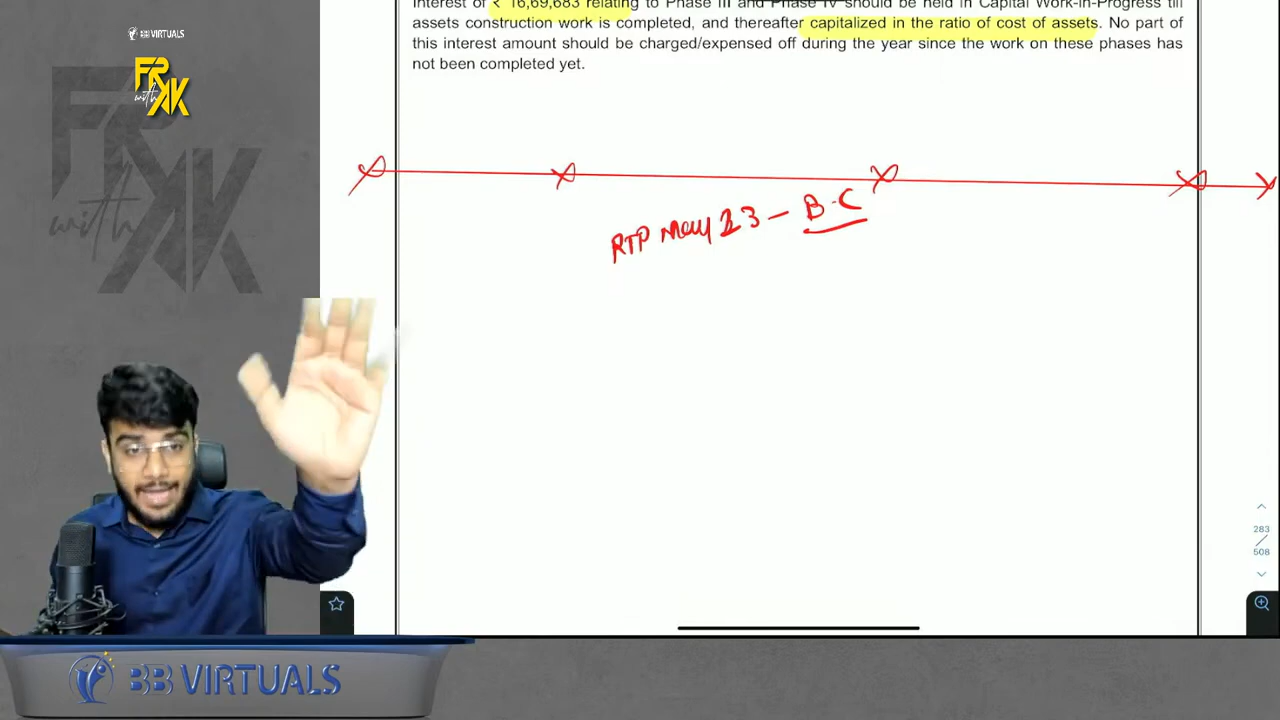 Interest of ₹ 16,69,683 relating to Phase III and Phase IV should be held in Capital Work-in-Progress till
assets construction work is completed, and thereafter capitalized in the ratio of cost of assets. No part of
this interest amount should be charged/expensed off during the year since the work on these phases has
not been completed yet.
BB VIRTUALS
FR
with
AK
FR
with
AK
RTP May 23 - B.C
283
508
BB VIRTUALS